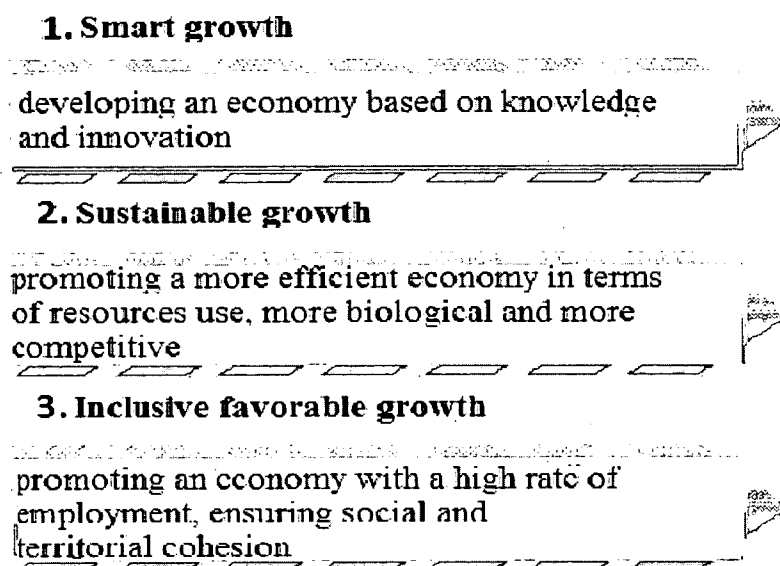 1. Smart growth
developing an economy based on knowledge
and innovation
2. Sustainable growth
promoting a more efficient economy in terms
of resources use, more biological and more
competitive
3. Inclusive favorable growth
promoting an economy with a high rate of
employment, ensuring social and
territorial cohesion